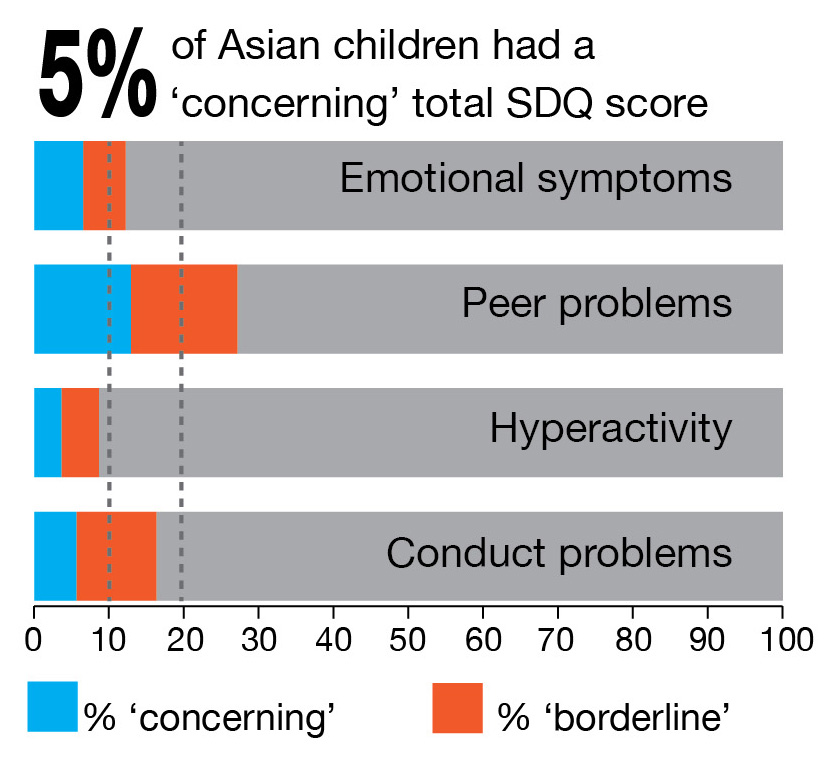 5% of Asian children had a
‘concerning’ total SDQ score
Emotional symptoms
Peer problems
Hyperactivity
Conduct problems
0 10 20 30 40 50 60 70 80 90 100
% ‘concerning’ % ‘borderline’